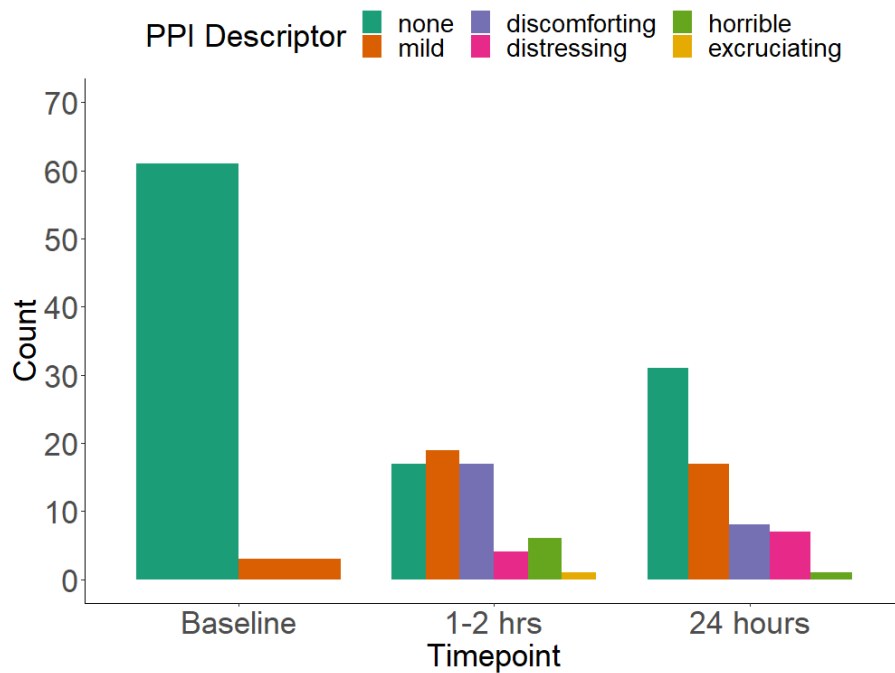 PPI Descriptor
none discomforting horrible
mild distressing excruciating
Count
70
60
50
40
30
20
10
0
Baseline 1-2 hrs 24 hours
Timepoint